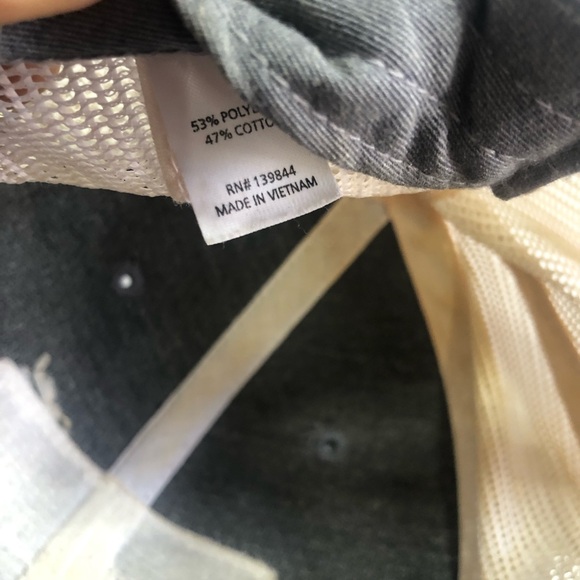 53% POLYE
47% COTTO
RN# 139844
MADE IN VIETNAM